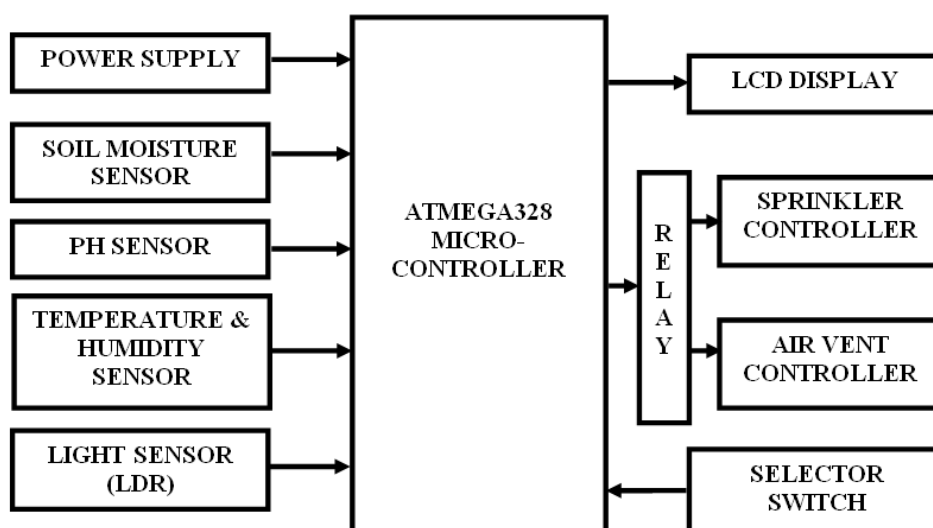 POWER SUPPLY
SOIL MOISTURE
SENSOR
PH SENSOR
TEMPERATURE &
HUMIDITY
SENSOR
LIGHT SENSOR
(LDR)
ATMEGA328
MICRO-
CONTROLLER
R
E
L
A
Y
LCD DISPLAY
SPRINKLER
CONTROLLER
AIR VENT
CONTROLLER
SELECTOR
SWITCH